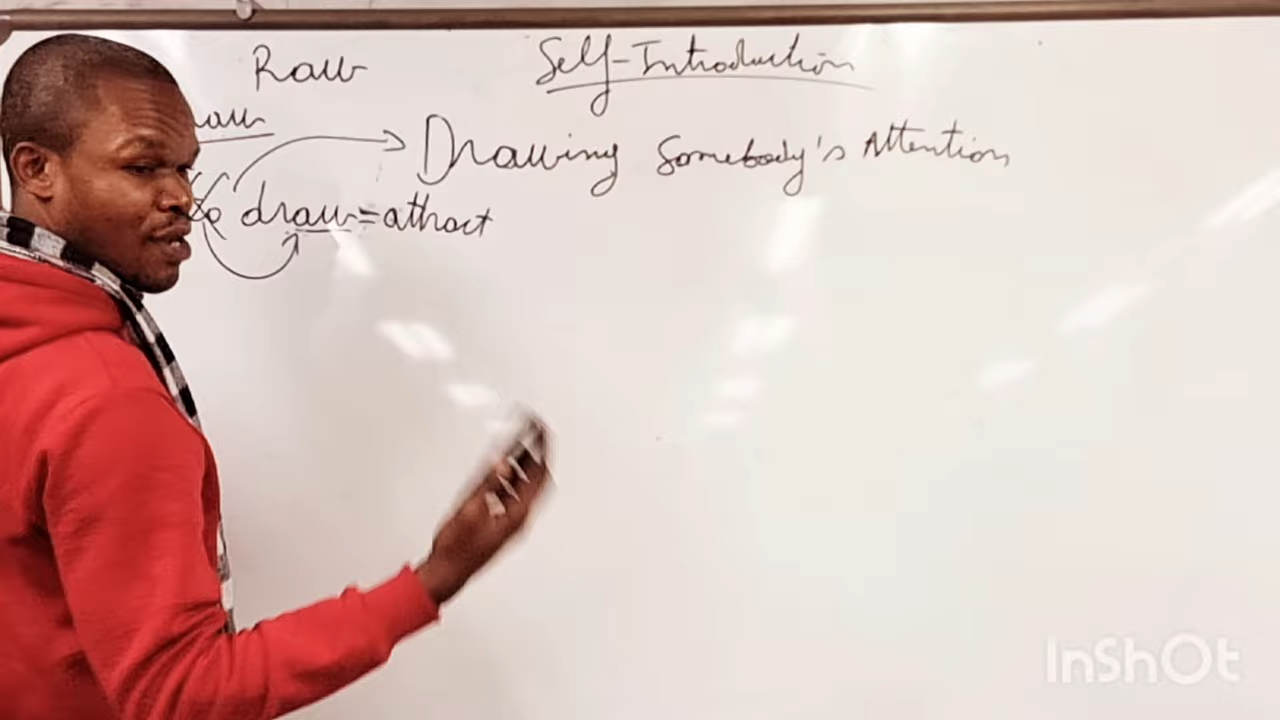 Raw
Self-Introduction
Drawing Somebody's Attention
draw=attract
InShOt